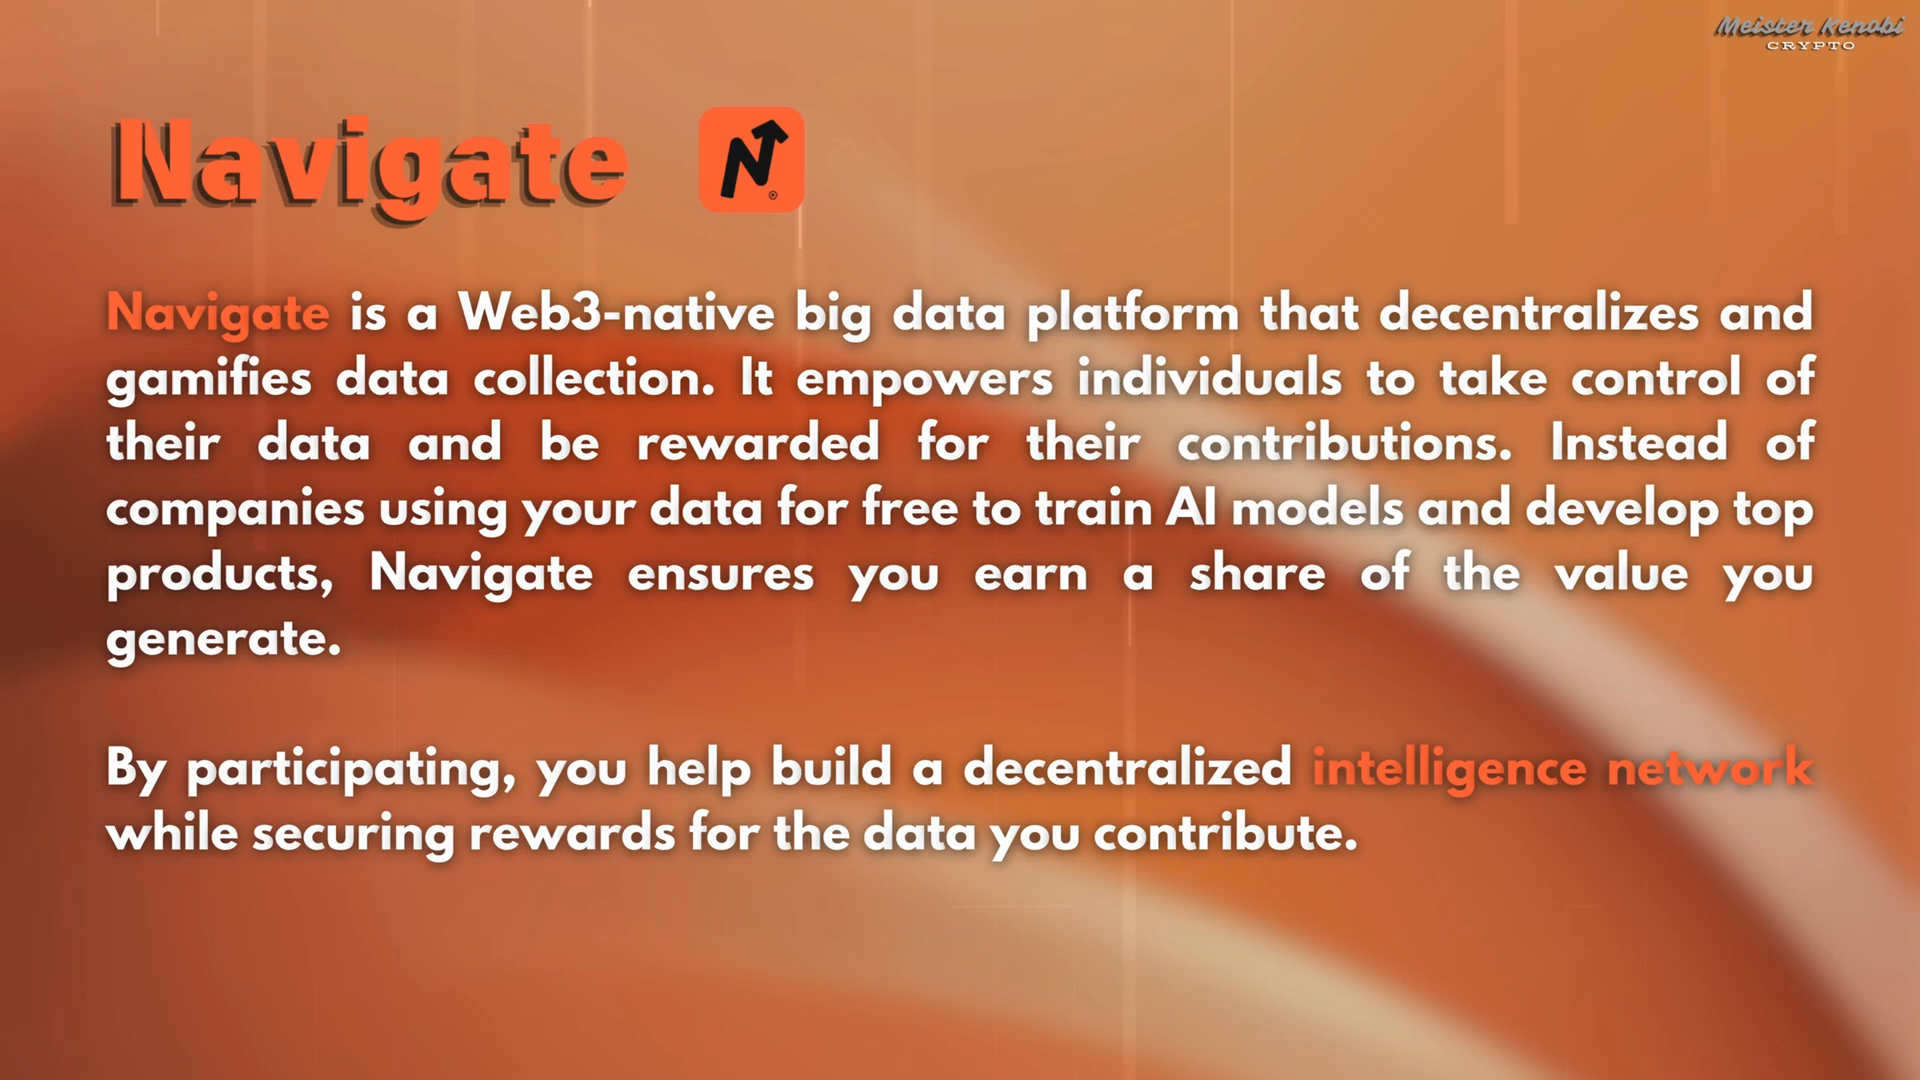 Meister Kenobi
CRYPTO
Navigate
N
®
Navigate is a Web3-native big data platform that decentralizes and
gamifies data collection. It empowers individuals to take control of
their data and be rewarded for their contributions. Instead of
companies using your data for free to train AI models and develop top
products, Navigate ensures you earn a share of the value you
generate.
By participating, you help build a decentralized intelligence network
while securing rewards for the data you contribute.